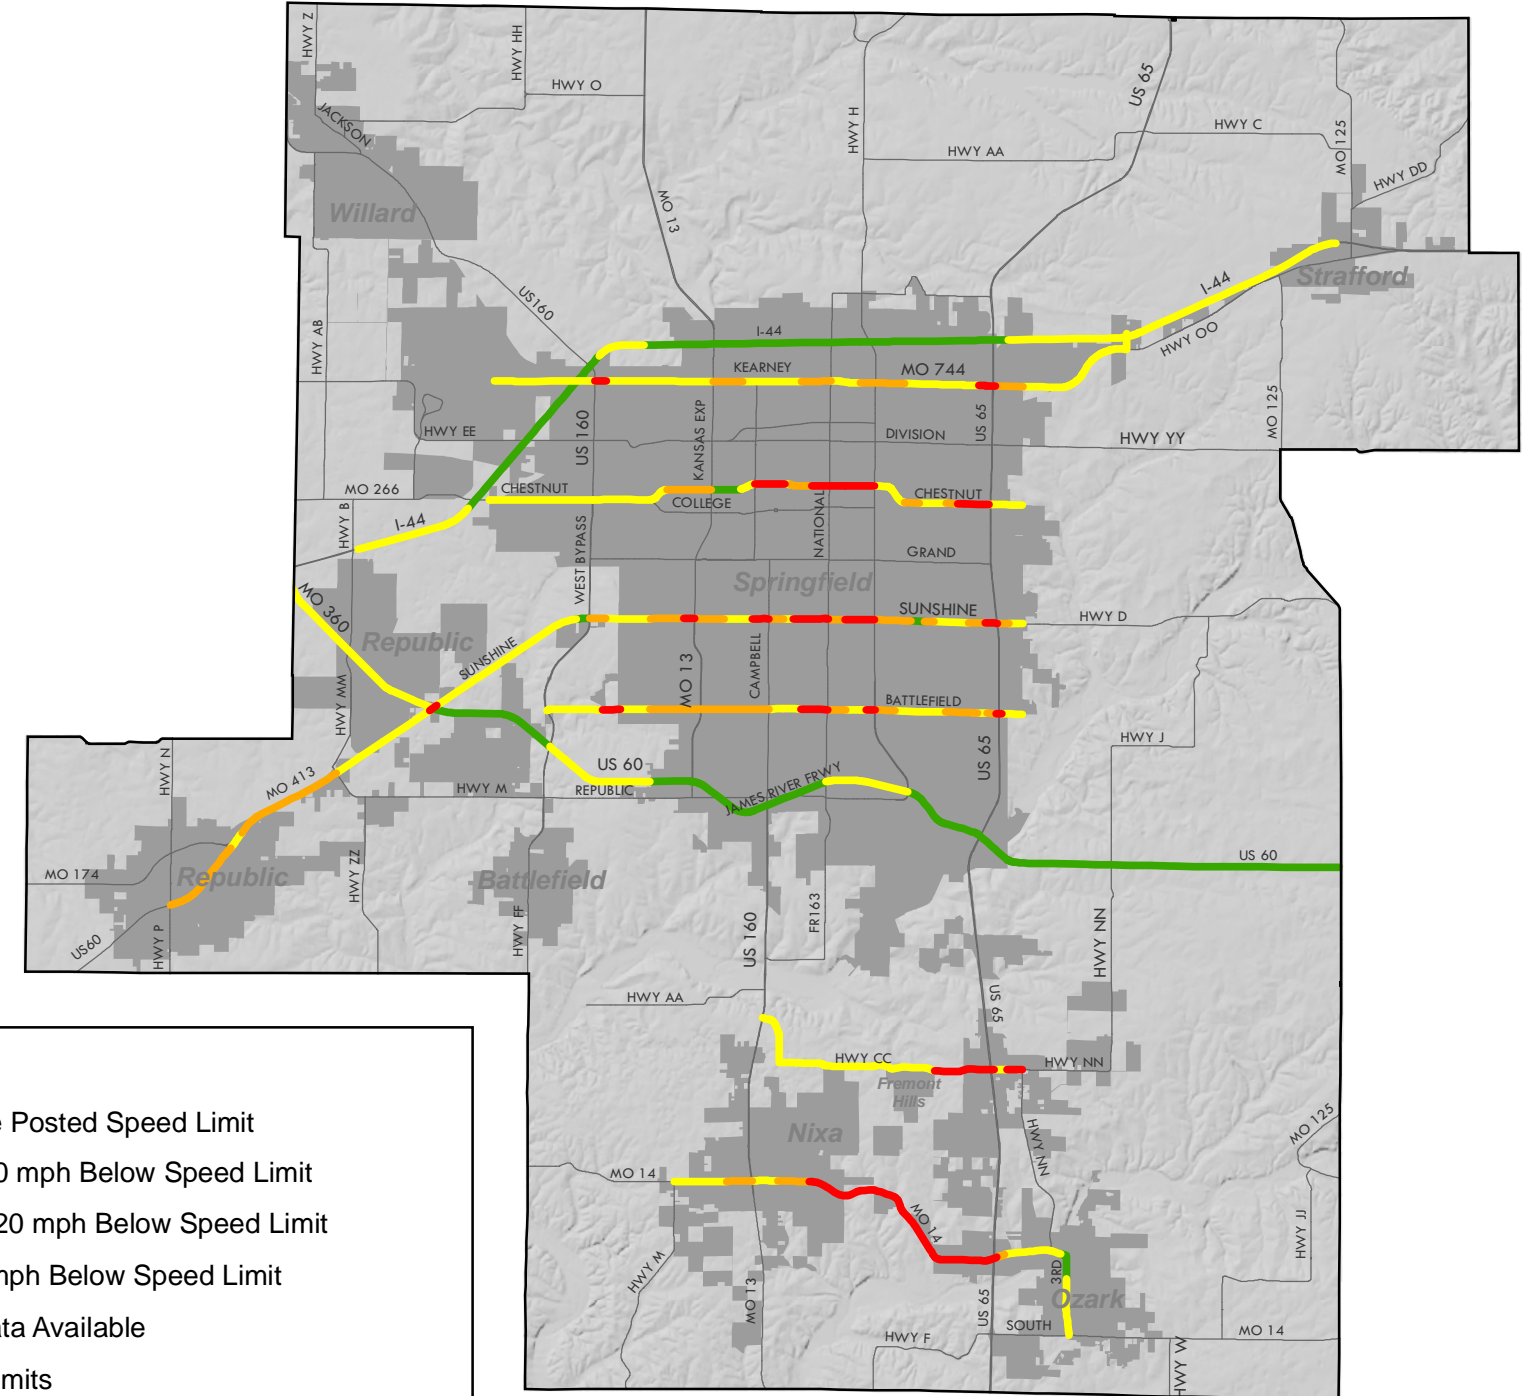 HWY Z
HWY HH
HWY O
JACKSON
US 65
HWY H
HWY C
MO 125
HWY AA
HWY DD
Willard
MO 13
US160
HWY AB
I-44
Strafford
I-44
HWY OO
KEARNEY
MO 744
US 160
KANSAS EXP
US 65
MO 125
HWY EE
DIVISION
HWY YY
MO 266
CHESTNUT
COLLEGE
CHESTNUT
HWY B
I-44
NATIONAL
WEST BYPASS
GRAND
MO 360
Springfield
Republic
SUNSHINE
SUNSHINE
HWY D
HWY MM
MO 13
CAMPBELL
BATTLEFIELD
HWY N
US 65
HWY J
MO 413
US 60
HWY M
REPUBLIC
JAMES RIVER FRWY
US 60
MO 174
Republic
HWY ZZ
Battlefield
US60
HWY P
HWY FF
US 160
FR163
HWY NN
HWY AA
US 65
HWY CC
HWY NN
Fremont
Hills
Nixa
HWY NN
MO 125
MO 14
MO 14
HWY M
MO 13
3RD
Ozark
HWY JJ
US 65
SOUTH
HWY F
MO 14
HWY W
Posted Speed Limit
0 mph Below Speed Limit
20 mph Below Speed Limit
mph Below Speed Limit
ta Available
mits